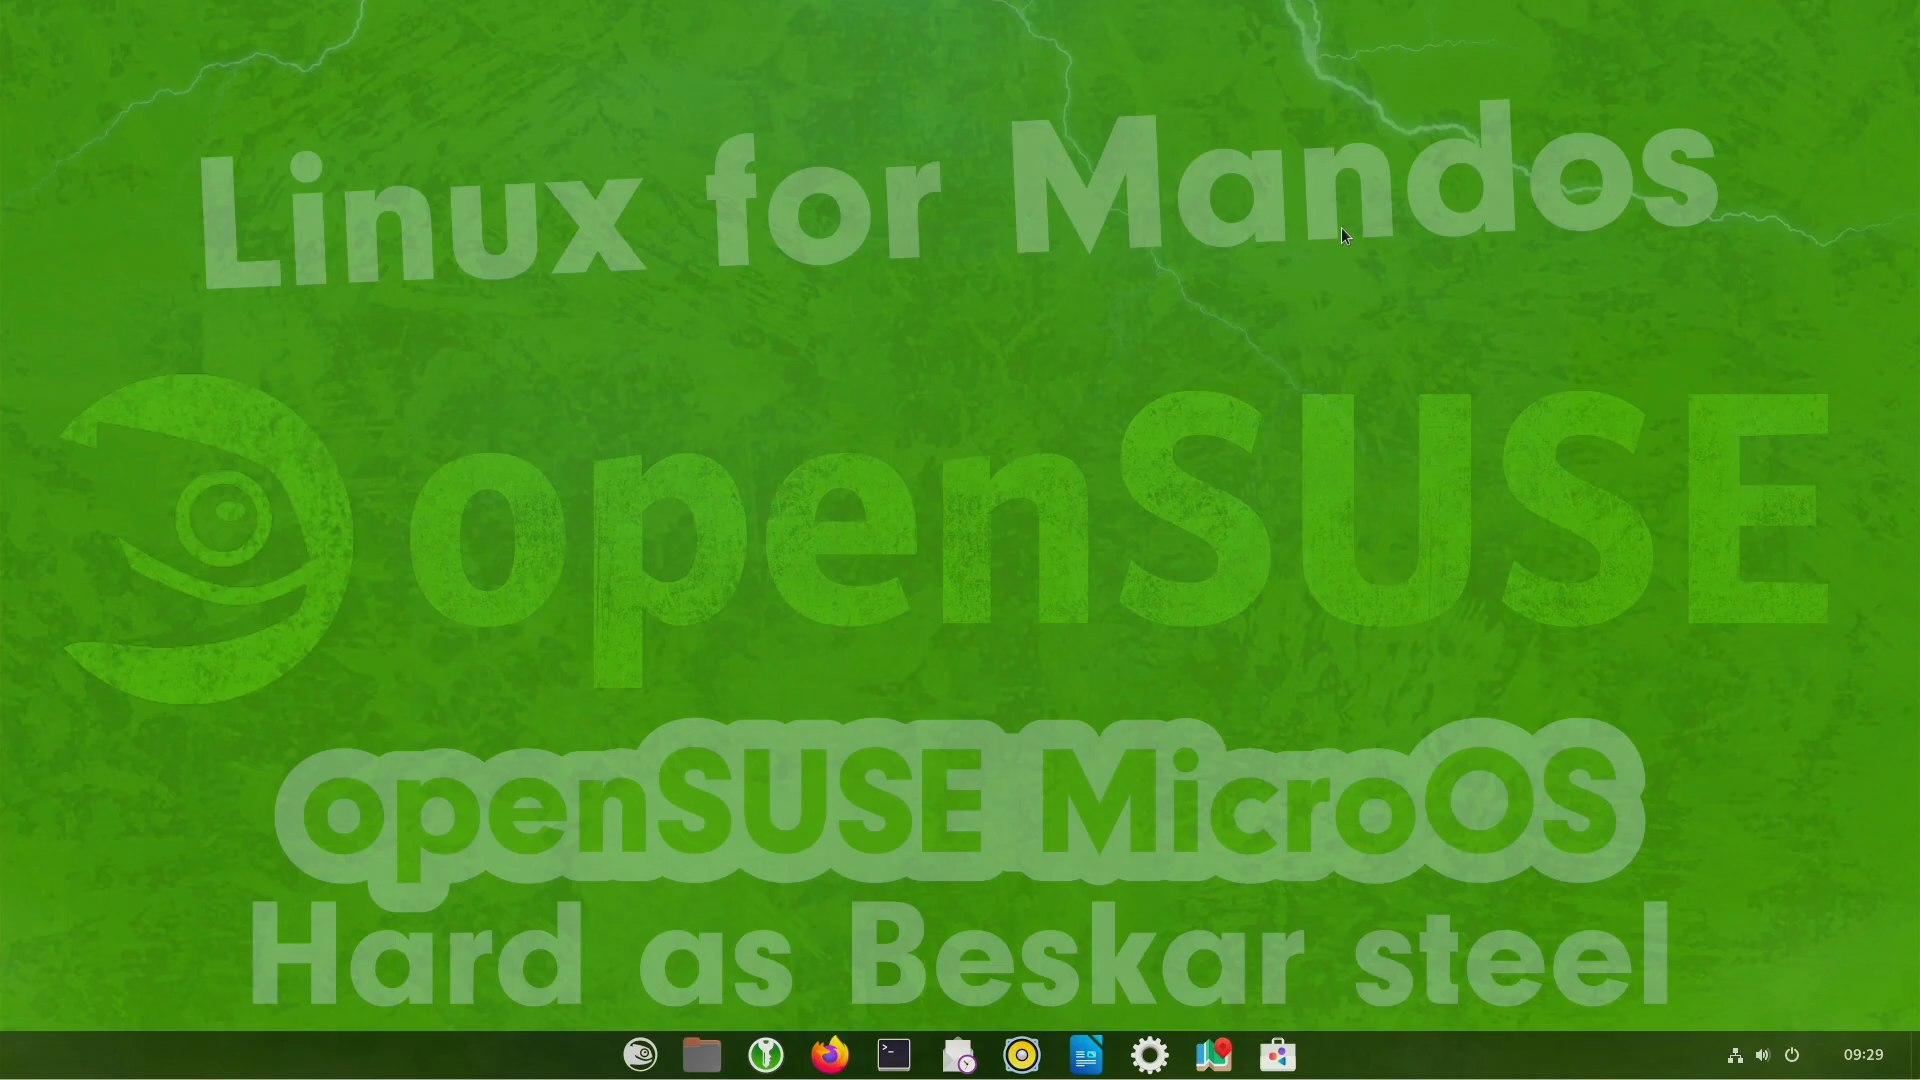 Linux for Mandos
openSUSE
openSUSE MicroOS
Hard as Beskar steel
>_
09:29